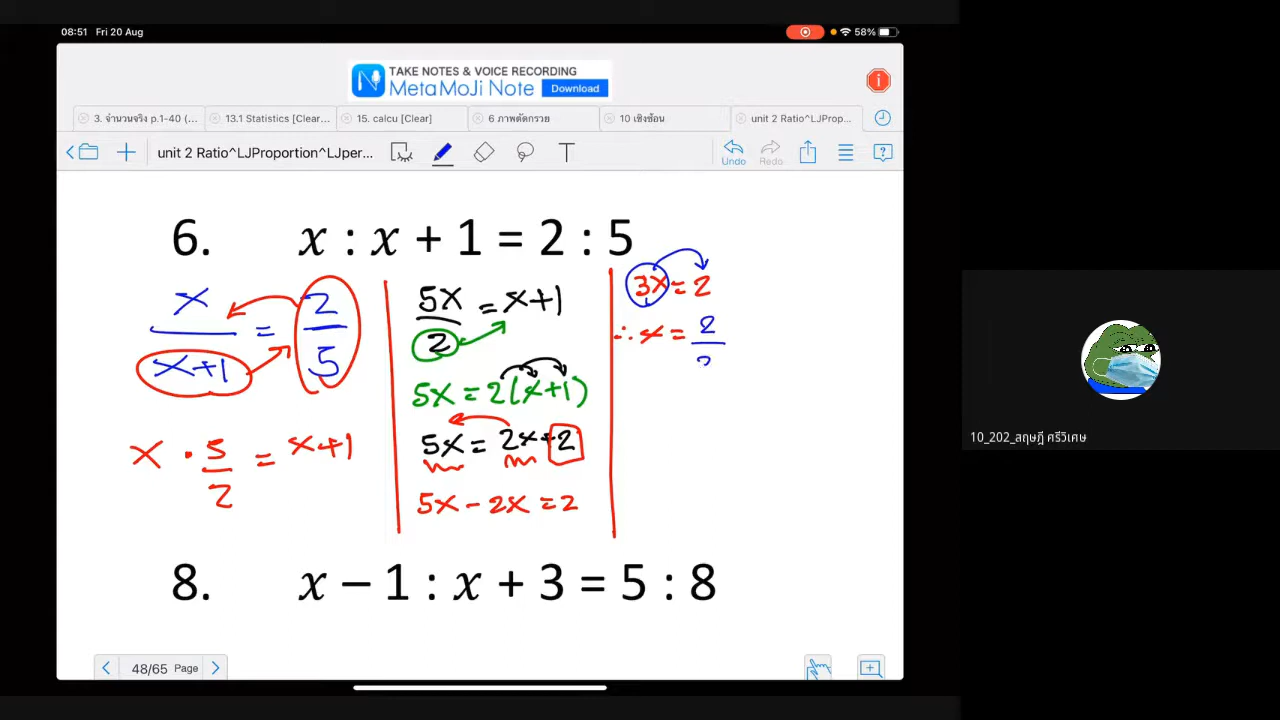 08:51 Fri 20 Aug
58%
TAKE NOTES & VOICE RECORDING
MetaMoJi Note Download
3. จำนวนจริง p.1-40 (...
13.1 Statistics [Clear...
15. calcu [Clear]
6 ภาพตัดกรวย
10 เชิงซ้อน
unit 2 Ratio^LJProp...
unit 2 Ratio^LJProportion^LJper...
T
Undo
Redo
6. x : x + 1 = 2 : 5
x/(x+1) = 2/5
x · 5/2 = x+1
5x/2 = x+1
5x = 2(x+1)
5x = 2x+2
5x - 2x = 2
3x = 2
∴ x = 2/
8. x − 1 : x + 3 = 5 : 8
48/65 Page
10_202_สฤษฎี ศรีวิเศษ